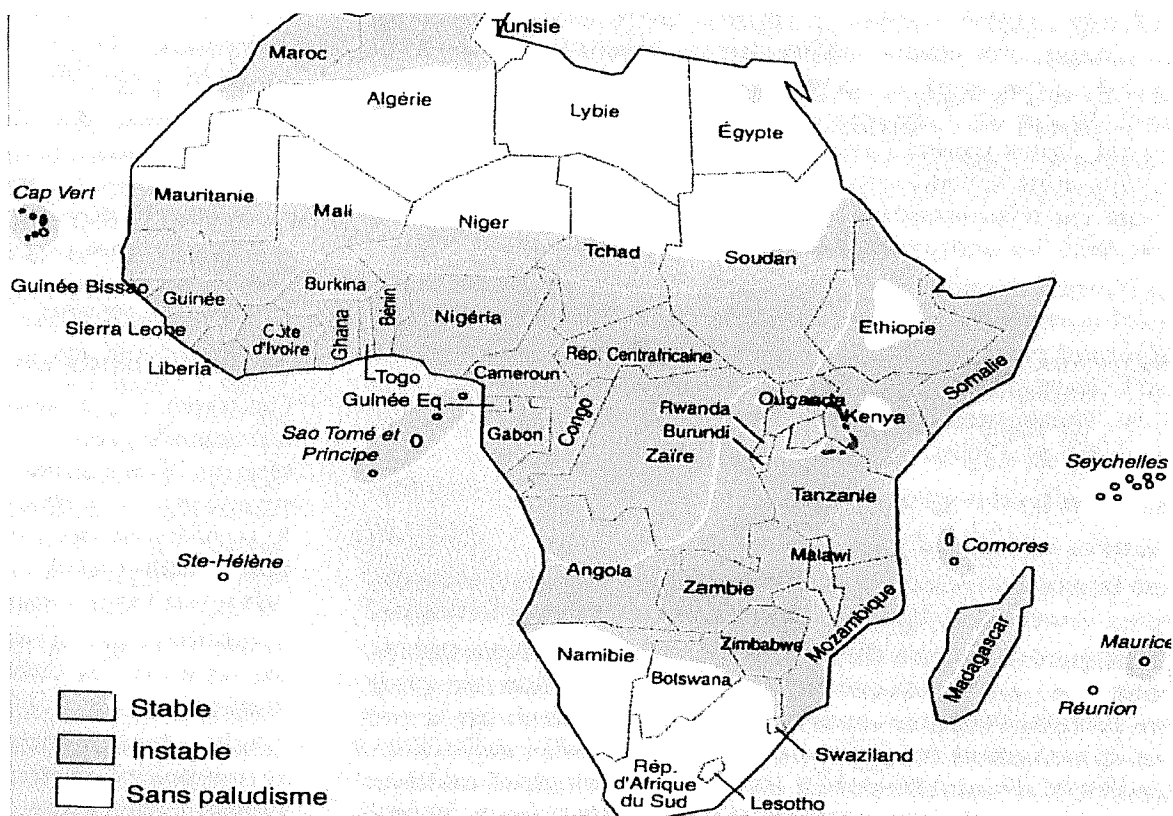 Tunisie
Maroc
Algérie
Lybie
Égypte
Cap Vert
Mauritanie
Mali
Niger
Tchad
Soudan
Guinée Bissao
Guinée
Burkina
Bénin
Nigéria
Ethiopie
Sierra Leone
Côte
d'Ivoire
Ghana
Rép. Centrafricaine
Somalie
Liberia
Togo
Cameroun
Guinée Eq
Ouganda
Kenya
Rwanda
Gabon
Congo
Burundi
Sao Tomé et
Principe
Zaïre
Seychelles
Tanzanie
Ste-Hélène
Comores
Malawi
Angola
Zambie
Mozambique
Zimbabwe
Madagascar
Maurice
Namibie
Botswana
Réunion
Stable
Instable
Sans paludisme
Swaziland
Rép.
d'Afrique
du Sud
Lesotho